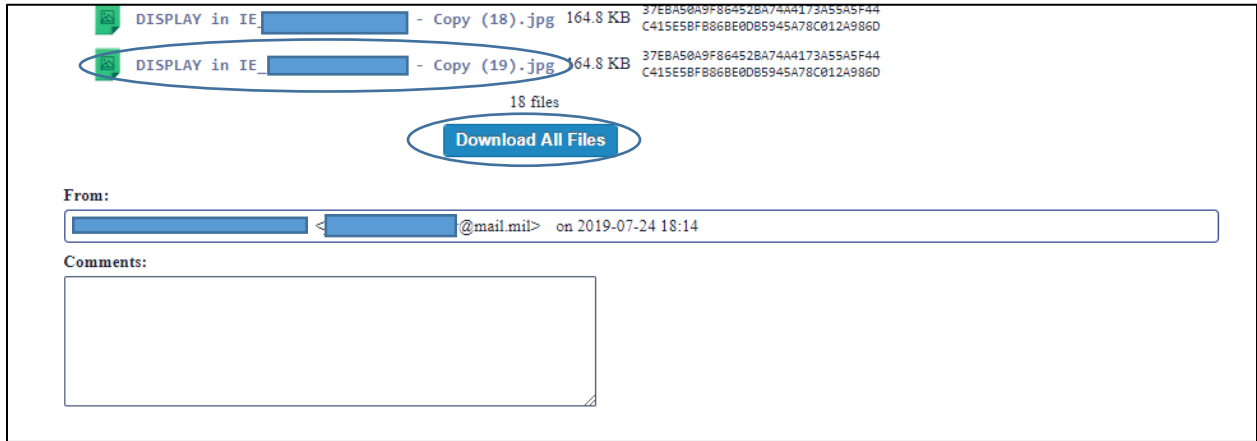 DISPLAY in IE_ - Copy (18).jpg 164.8 KB 37EBA50A9F86452BA74A4173A55A5F44
C415E5BFB86BE0DB5945A78C012A986D
DISPLAY in IE_ - Copy (19).jpg 164.8 KB 37EBA50A9F86452BA74A4173A55A5F44
C415E5BFB86BE0DB5945A78C012A986D
18 files
Download All Files
From:
< @mail.mil> on 2019-07-24 18:14
Comments: